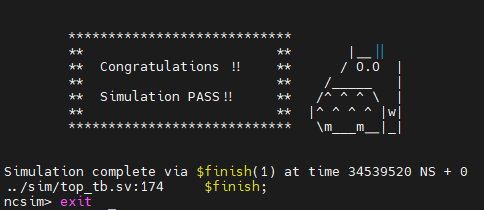 ****************************
**                        **       |__||
**  Congratulations !!    **      / O.O  |
**                        **    /_____   |
**  Simulation PASS!!     **   /^ ^ ^ \  |
**                        **  |^ ^ ^ ^ |w|
****************************   \m___m__|_|
Simulation complete via $finish(1) at time 34539520 NS + 0
../sim/top_tb.sv:174     $finish;
ncsim> exit